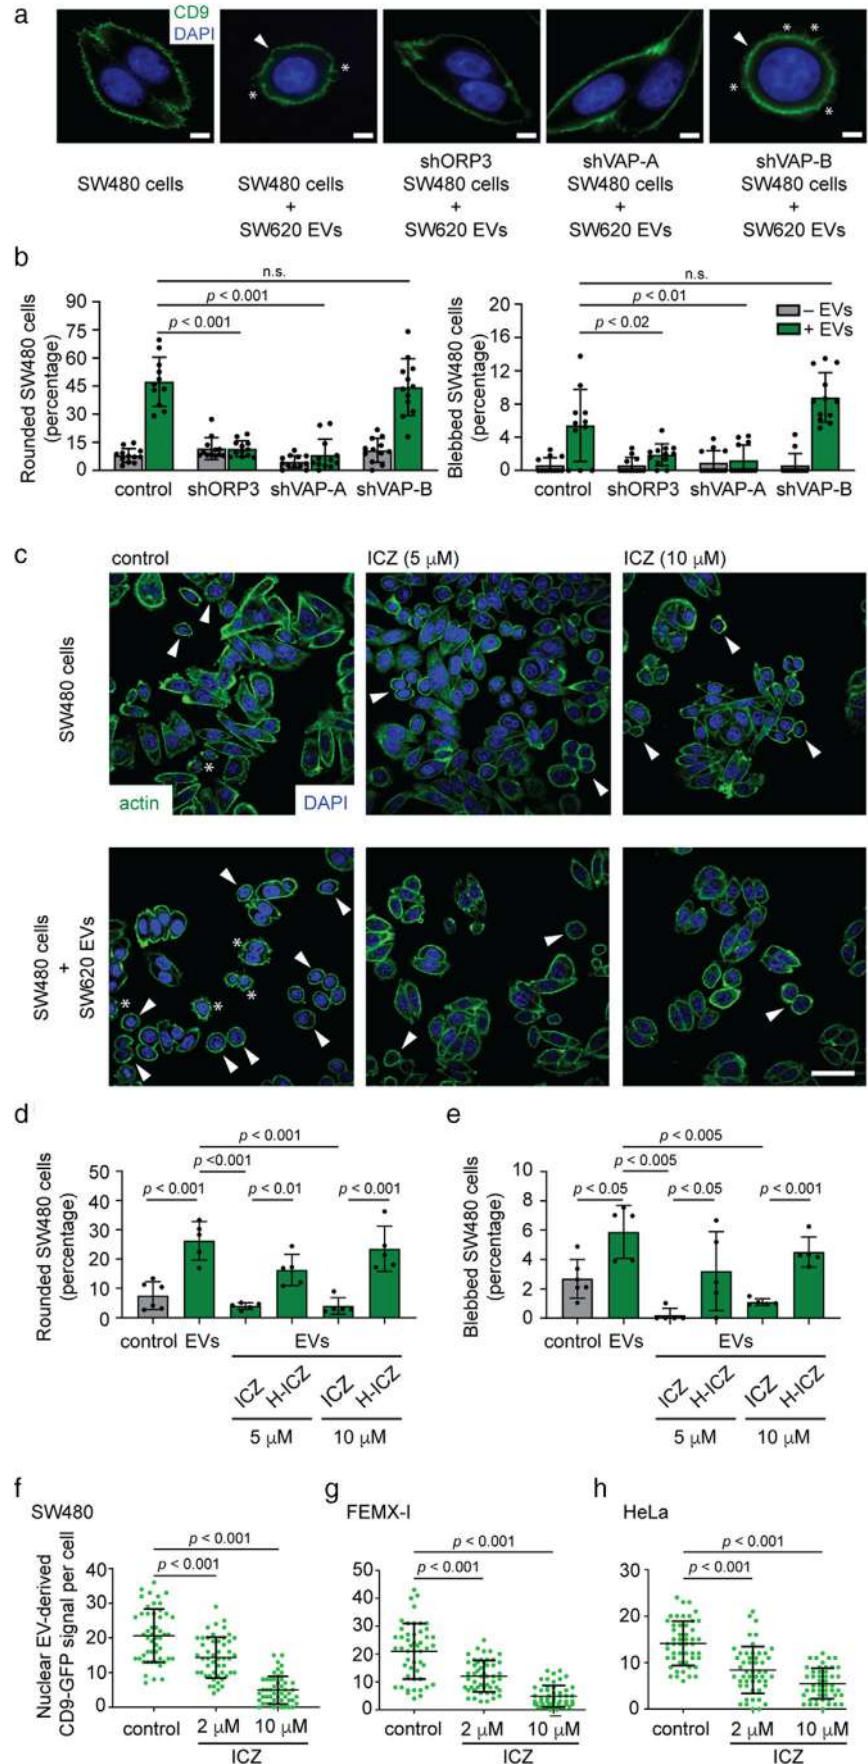 a
CD9
DAPI
*
*
*
*
*
*
SW480 cells
SW480 cells
+
SW620 EVs
shORP3
SW480 cells
+
SW620 EVs
shVAP-A
SW480 cells
+
SW620 EVs
shVAP-B
SW480 cells
+
SW620 EVs
b
Rounded SW480 cells
(percentage)
90
75
60
45
30
15
0
n.s.
p < 0.001
p < 0.001
control shORP3 shVAP-A shVAP-B
Blebbed SW480 cells
(percentage)
20
16
12
8
4
0
n.s.
p < 0.01
p < 0.02
– EVs
+ EVs
control shORP3 shVAP-A shVAP-B
c
control
ICZ (5 μM)
ICZ (10 μM)
SW480 cells
*
actin
DAPI
SW480 cells
+
SW620 EVs
*
*
*
*
*
d
Rounded SW480 cells
(percentage)
50
40
30
20
10
0
p < 0.001
p <0.001
p < 0.001
p < 0.01
p < 0.001
control EVs
EVs
ICZ
H-ICZ
ICZ
H-ICZ
5 μM
10 μM
e
Blebbed SW480 cells
(percentage)
10
8
6
4
2
0
p < 0.005
p < 0.005
p < 0.05
p < 0.05
p < 0.001
control EVs
EVs
ICZ
H-ICZ
ICZ
H-ICZ
5 μM
10 μM
f
SW480
Nuclear EV-derived
CD9-GFP signal per cell
40
30
20
10
0
p < 0.001
p < 0.001
control
2 μM 10 μM
ICZ
g
FEMX-I
50
40
30
20
10
0
p < 0.001
p < 0.001
control
2 μM 10 μM
ICZ
h
HeLa
30
20
10
0
p < 0.001
p < 0.001
control
2 μM 10 μM
ICZ